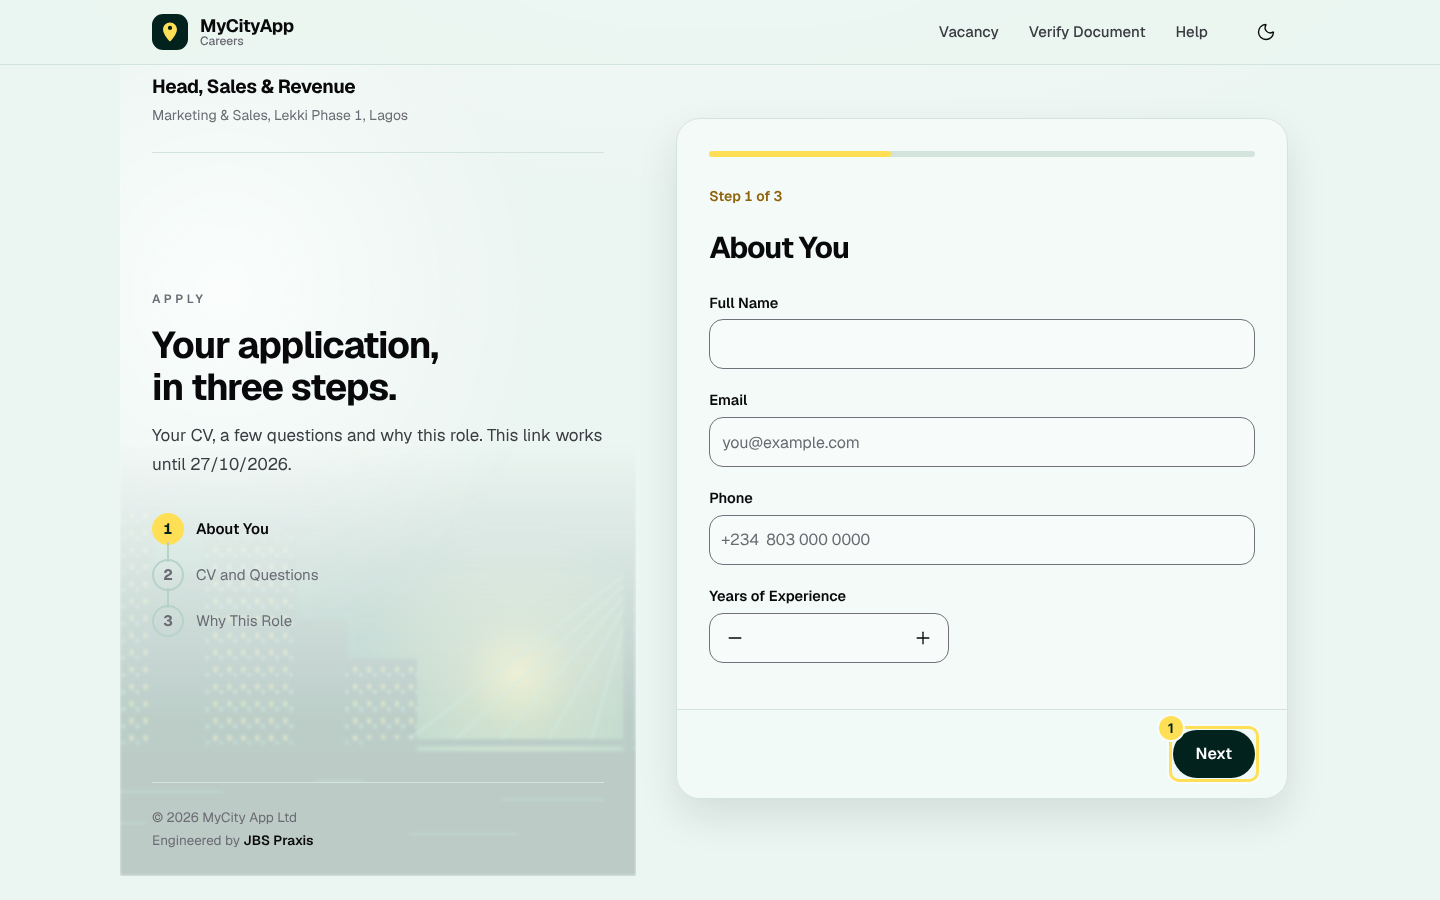 MyCityApp
Careers
Vacancy
Verify Document
Help
Head, Sales & Revenue
Marketing & Sales, Lekki Phase 1, Lagos
APPLY
Your application,
in three steps.
Your CV, a few questions and why this role. This link works
until 27/10/2026.
1 About You
2 CV and Questions
3 Why This Role
© 2026 MyCity App Ltd
Engineered by JBS Praxis
Step 1 of 3
About You
Full Name
Email
you@example.com
Phone
+234 803 000 0000
Years of Experience
1
Next